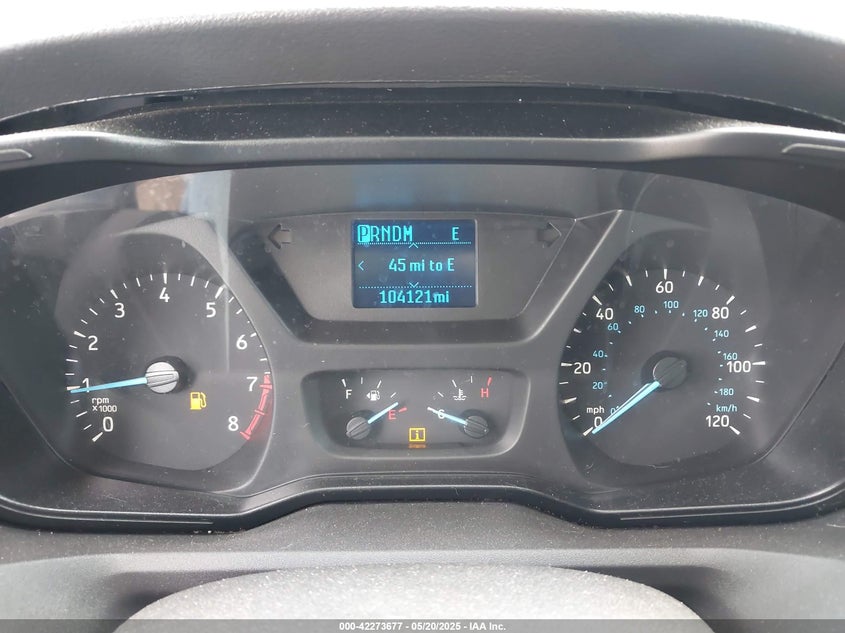 PRNDM E
< 45 mi to E
104121mi
0 1 2 3 4 5 6 7 8
rpm
x1000
F E
C H
i
0 20 40 60 80 100 120
mph
20 40 60 80 100 120 140 160 180
km/h
000-42273677 - 05/20/2025 - IAA Inc.